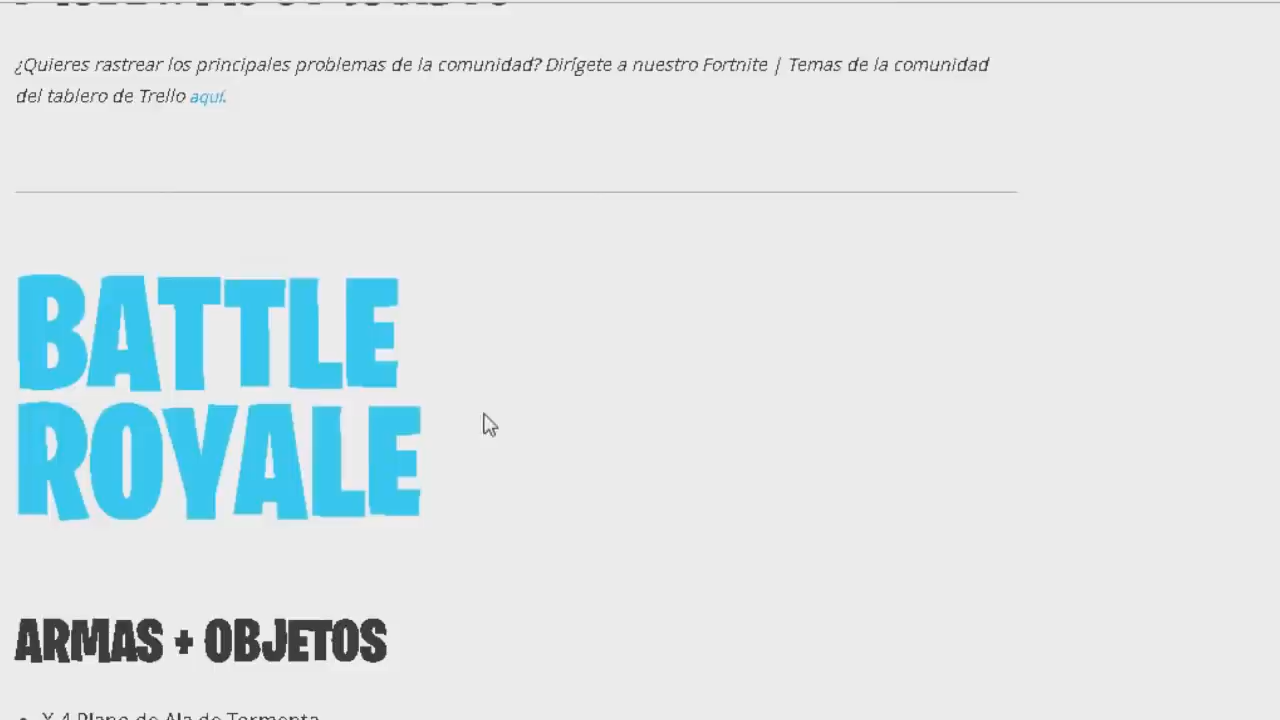 ¿Quieres rastrear los principales problemas de la comunidad? Dirígete a nuestro Fortnite | Temas de la comunidad
del tablero de Trello aquí.
BATTLE
ROYALE
ARMAS + OBJETOS
X-4 Plano de Ala de Tormenta